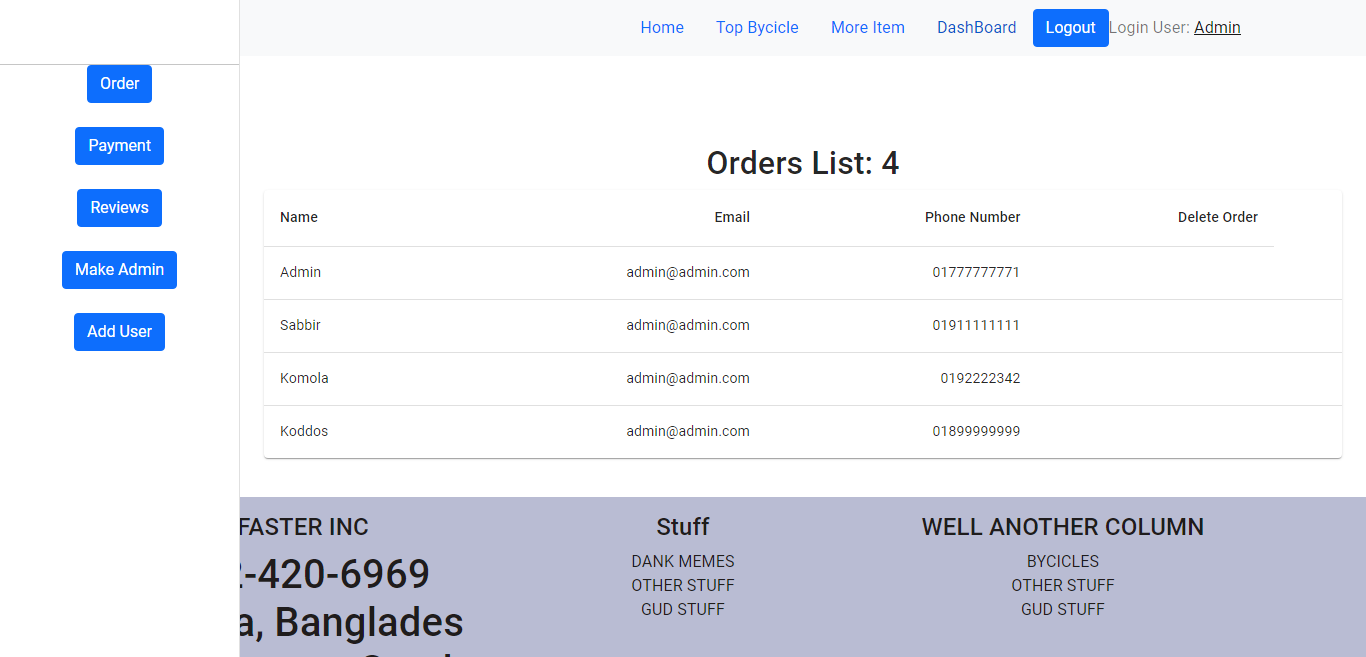 Home Top Bycicle More Item DashBoard Logout Login User: Admin
Order
Payment
Reviews
Make Admin
Add User
Orders List: 4
Name Email Phone Number Delete Order
Admin admin@admin.com 01777777771
Sabbir admin@admin.com 01911111111
Komola admin@admin.com 0192222342
Koddos admin@admin.com 01899999999
FASTER INC
-420-6969
a, Banglades
Stuff
DANK MEMES
OTHER STUFF
GUD STUFF
WELL ANOTHER COLUMN
BYCICLES
OTHER STUFF
GUD STUFF